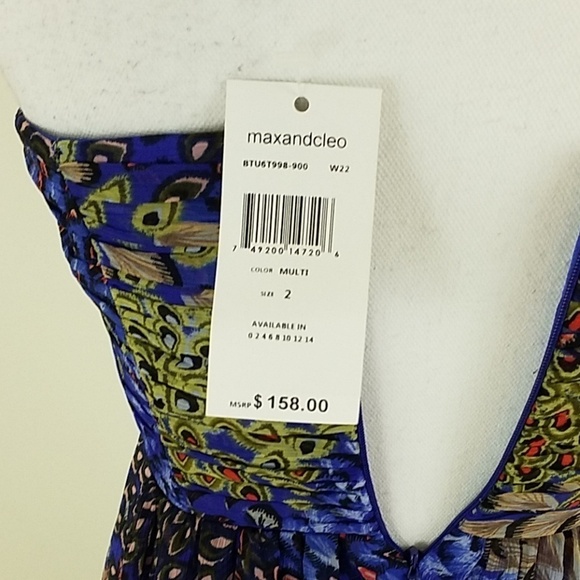 maxandcleo
BTU6T998-900 W22
7 49200 14720 6
COLOR MULTI
SIZE 2
AVAILABLE IN
0 2 4 6 8 10 12 14
MSRP $158.00